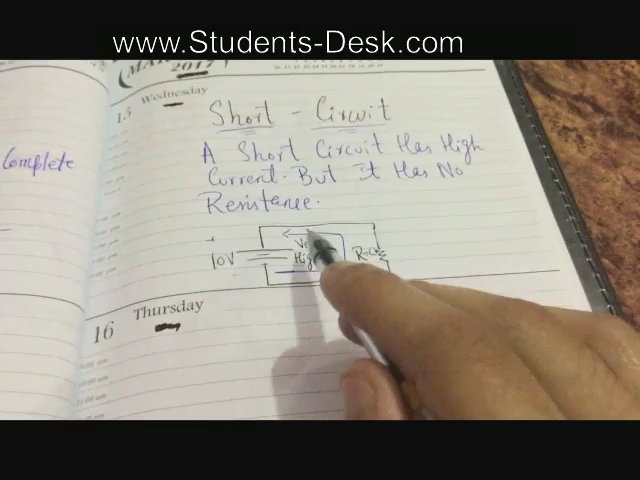 www.Students-Desk.com
2017
15 Wednesday
Short - Circuit
Complete
A Short Circuit Has High
Current. But It Has No
Resistance.
+
10V
R=0
16 Thursday